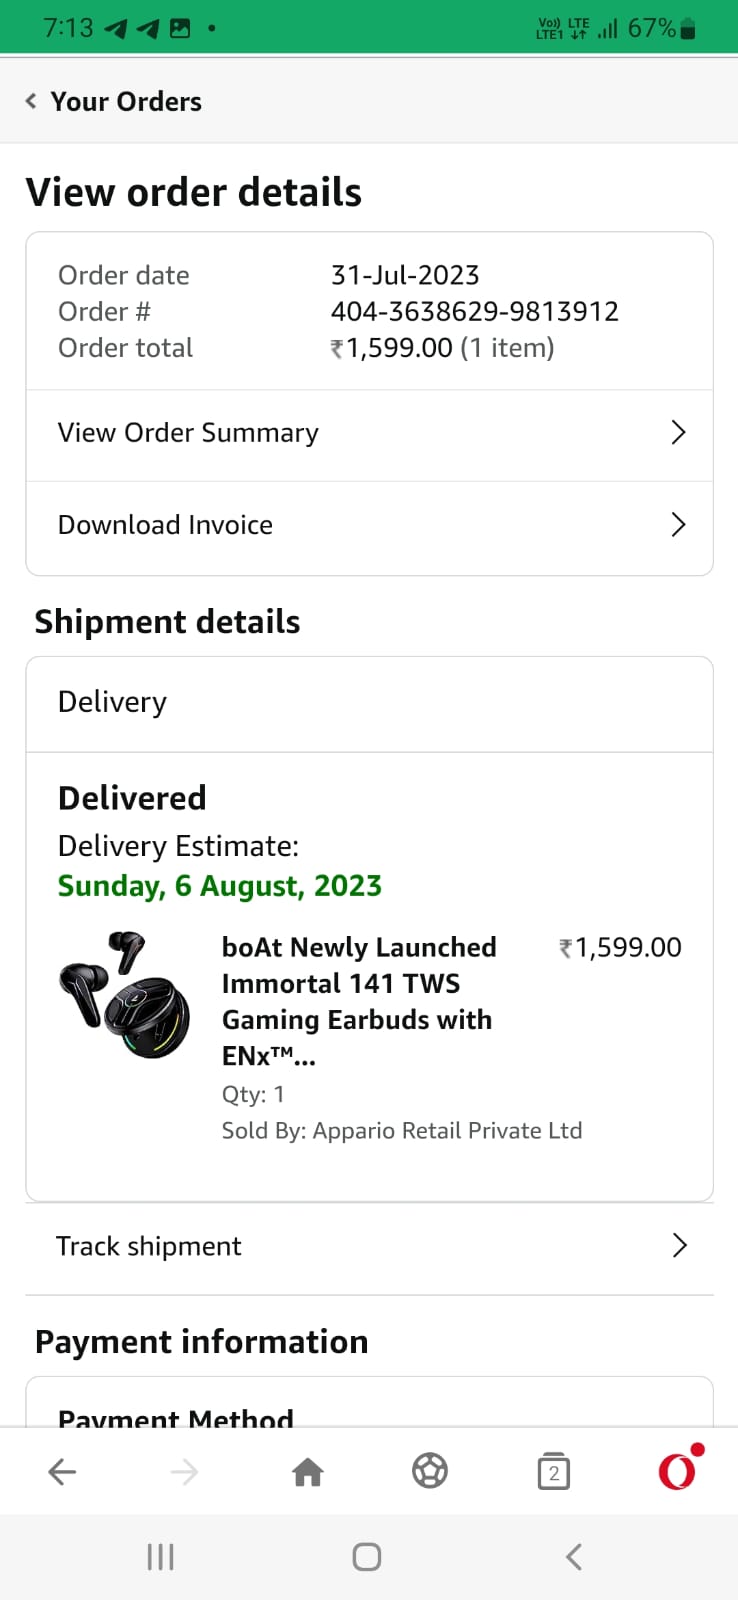 7:13
Vo)) LTE
LTE1
67%
Your Orders
View order details
Order date 31-Jul-2023
Order # 404-3638629-9813912
Order total ₹1,599.00 (1 item)
View Order Summary
Download Invoice
Shipment details
Delivery
Delivered
Delivery Estimate:
Sunday, 6 August, 2023
boAt Newly Launched ₹1,599.00
Immortal 141 TWS
Gaming Earbuds with
ENx™...
Qty: 1
Sold By: Appario Retail Private Ltd
Track shipment
Payment information
Payment Method
2